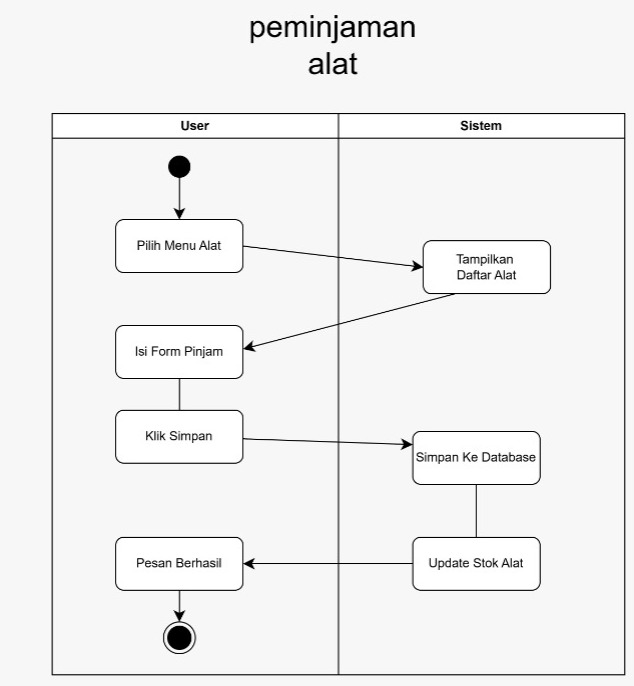 peminjaman
alat
User
Sistem
Pilih Menu Alat
Tampilkan
Daftar Alat
Isi Form Pinjam
Klik Simpan
Simpan Ke Database
Update Stok Alat
Pesan Berhasil